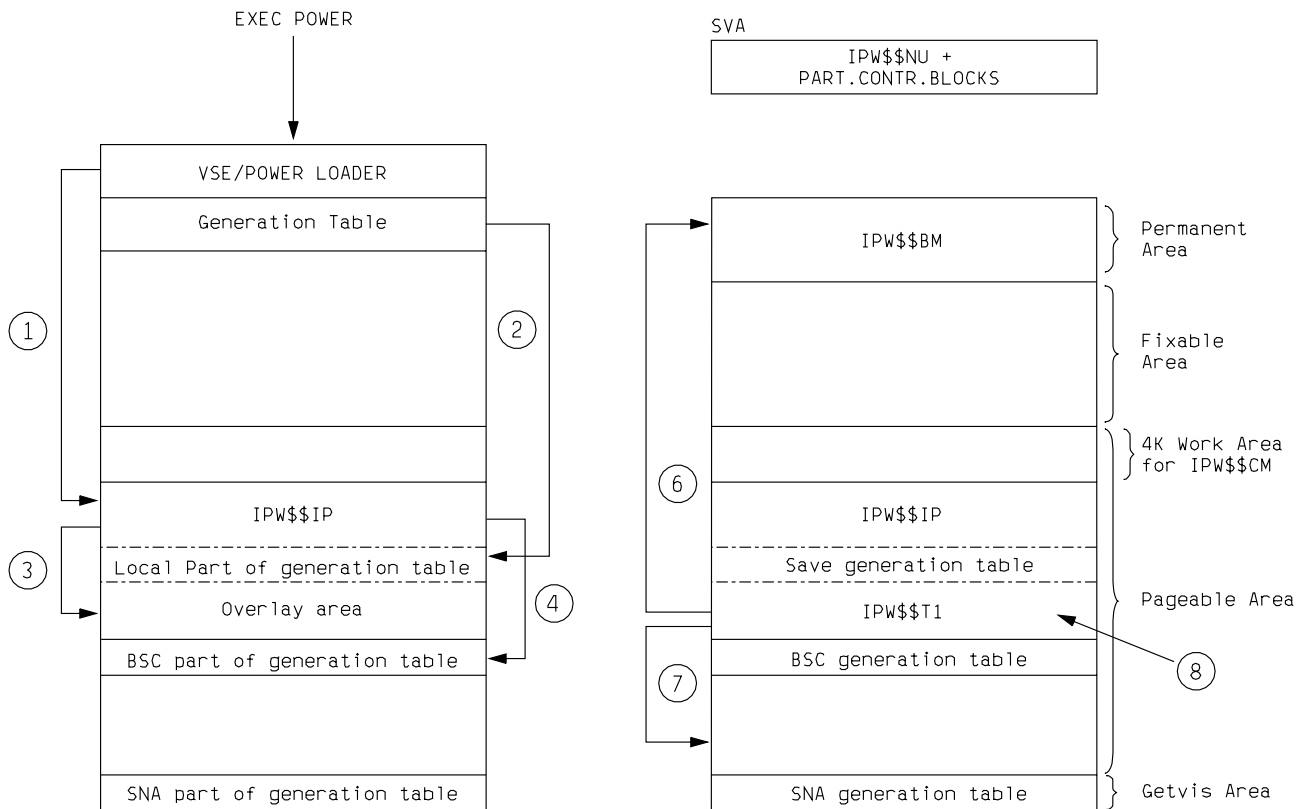 EXEC POWER
VSE/POWER LOADER
Generation Table
1
2
IPW$$IP
Local Part of generation table
3
Overlay area
4
BSC part of generation table
SNA part of generation table
SVA
IPW$$NU +
PART.CONTR.BLOCKS
IPW$$BM
Permanent
Area
Fixable
Area
4K Work Area
for IPW$$CM
6
IPW$$IP
Save generation table
IPW$$T1
Pageable Area
BSC generation table
7
8
SNA generation table
Getvis Area